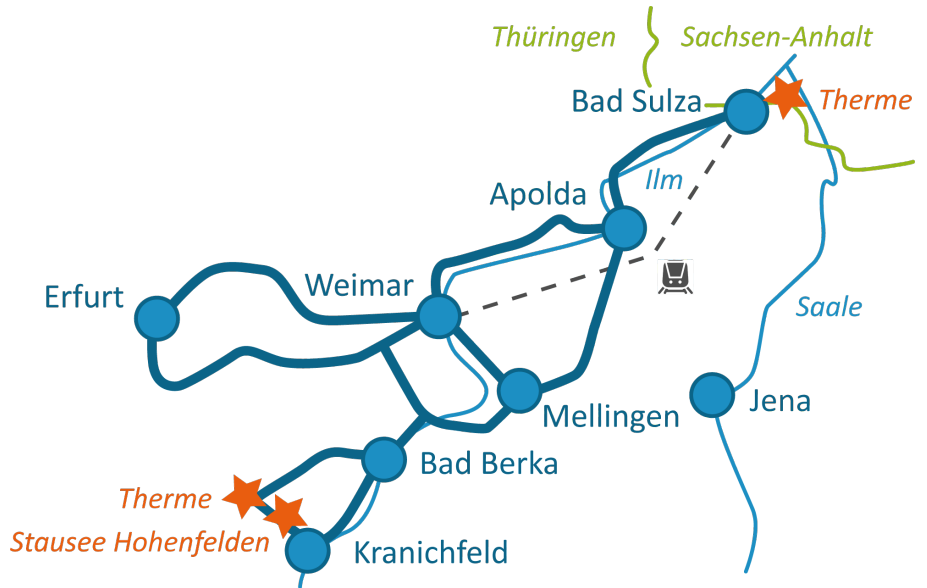 Thüringen
Sachsen-Anhalt
Bad Sulza
Therme
Ilm
Apolda
Weimar
Erfurt
Saale
Mellingen
Jena
Bad Berka
Therme
Stausee Hohenfelden
Kranichfeld